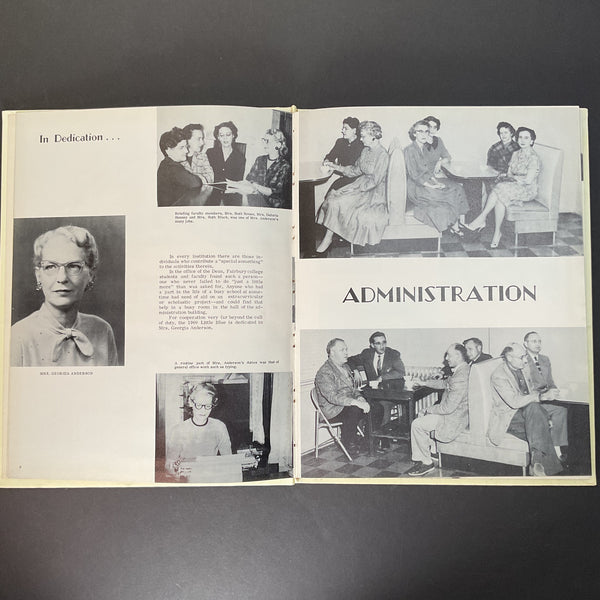 In Dedication . . .
Briefing faculty members, Mrs. Ruth
Ramsey and Mrs. Ruth Black, was one of Mrs. Anderson's
many jobs.
In every institution there are those in-
dividuals who contribute a "special something"
to the activities therein.
In the office of the Dean, Fairbury college
students and faculty found such a person—
one who never failed to do "just a little
more" than was asked for. Anyone who had
a part in the life of a busy school at some-
time had need of aid on an extracurricular
or scholastic project—and could find that
help in a busy room in the hall of the ad-
ministration building.
For cooperation very far beyond the call
of duty, the 1960 Little Blue is dedicated to
Mrs. Georgia Anderson.
MRS. GEORGIA ANDERSON
A routine part of Mrs. Anderson's duties was that of
general office work such as typing.
ADMINISTRATION